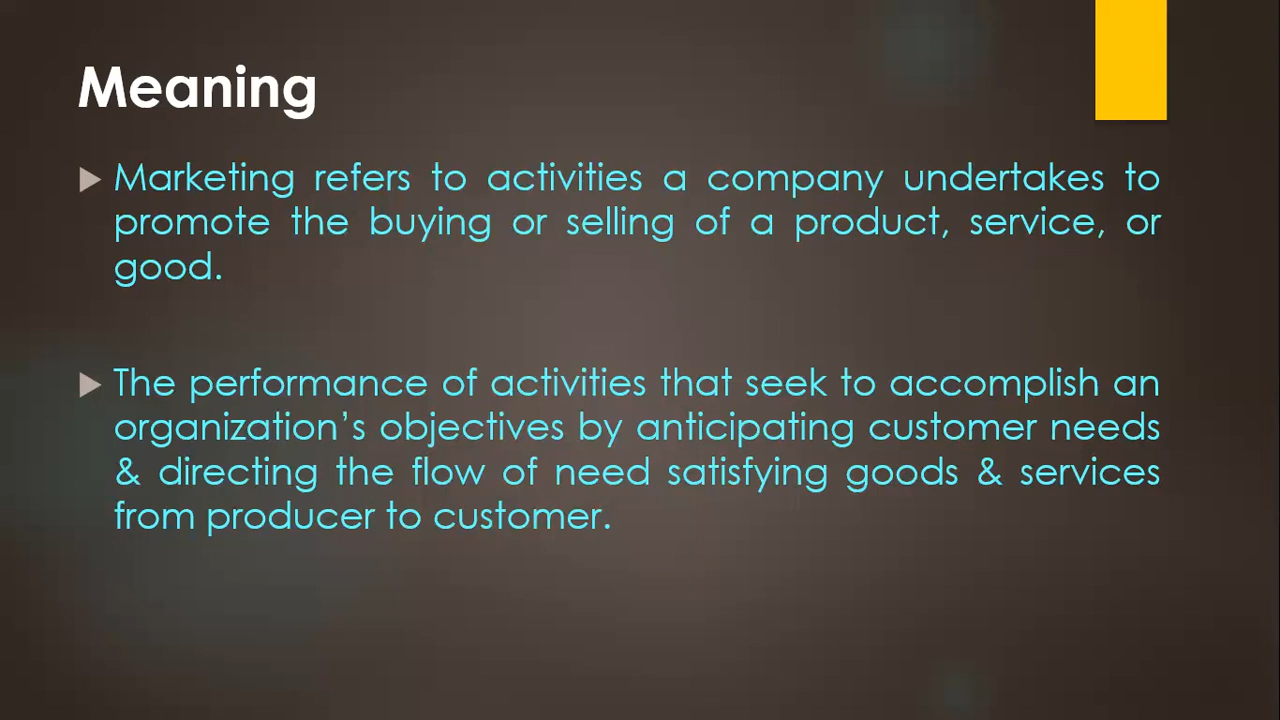 Meaning
Marketing refers to activities a company undertakes to
promote the buying or selling of a product, service, or
good.
The performance of activities that seek to accomplish an
organization’s objectives by anticipating customer needs
& directing the flow of need satisfying goods & services
from producer to customer.